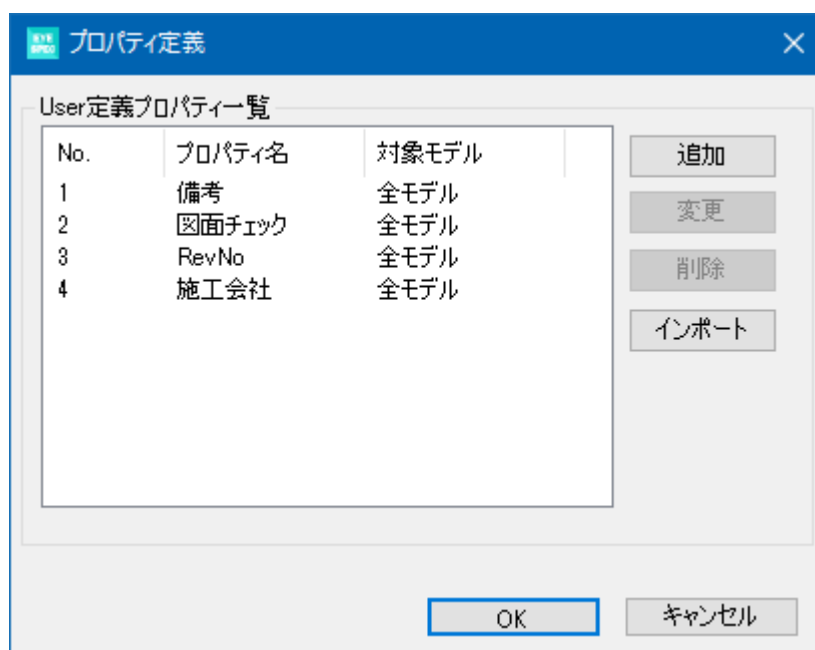 EYE
SPEC
プロパティ定義
User定義プロパティ一覧
No. プロパティ名 対象モデル
1 備考 全モデル
2 図面チェック 全モデル
3 RevNo 全モデル
4 施工会社 全モデル
追加
変更
削除
インポート
OK キャンセル